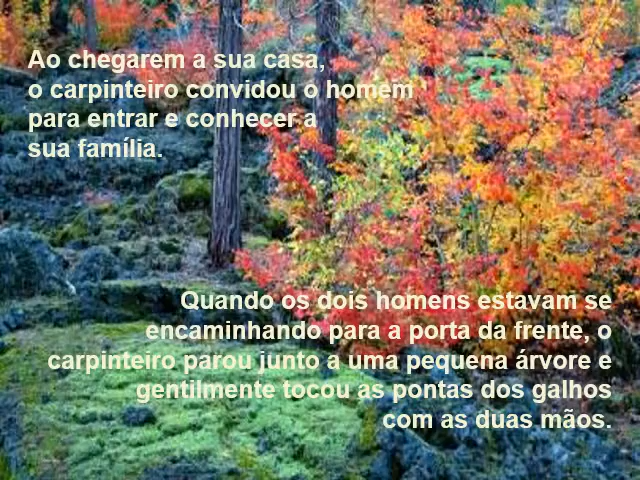 Ao chegarem a sua casa,
o carpinteiro convidou o homem
para entrar e conhecer a
sua família.
Quando os dois homens estavam se
encaminhando para a porta da frente, o
carpinteiro parou junto a uma pequena árvore e
gentilmente tocou as pontas dos galhos
com as duas mãos.